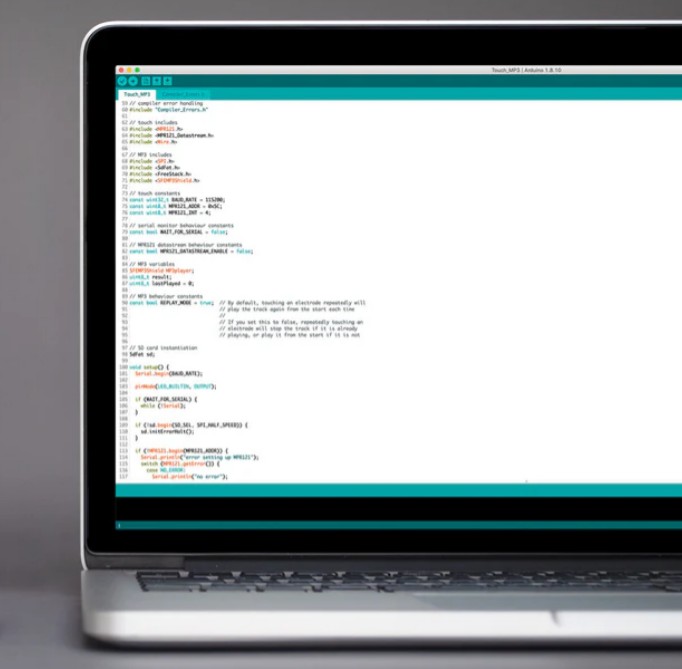 Touch_MP3 | Arduino 1.8.10
Touch_MP3
59 // compiler error handling
60 #include "Compiler_Errors.h"
61
62 // touch includes
63 #include <MPR121.h>
64 #include <MPR121_Datastream.h>
65 #include <Wire.h>
66
67 // MP3 includes
68 #include <SPI.h>
69 #include <SdFat.h>
70 #include <FreeStack.h>
71 #include <SFEMP3Shield.h>
72
73 // touch constants
74 const uint32_t BAUD_RATE = 115200;
75 const uint8_t MPR121_ADDR = 0x5C;
76 const uint8_t MPR121_INT = 4;
77
78 // serial monitor behaviour constants
79 const bool WAIT_FOR_SERIAL = false;
80
81 // MPR121 datastream behaviour constants
82 const bool MPR121_DATASTREAM_ENABLE = false;
83
84 // MP3 variables
85 SFEMP3Shield MP3player;
86 uint8_t result;
87 uint8_t lastPlayed = 0;
88
89 // MP3 behaviour constants
90 const bool REPLAY_MODE = true; // By default, touching an electrode repeatedly will
91 // play the track again from the start each time
92 //
93 // If you set this to false, repeatedly touching an
94 // electrode will stop the track if it is already
95 // playing, or play it from the start if it is not
96
97 // SD card instantiation
98 SdFat sd;
99
100 void setup() {
101 Serial.begin(BAUD_RATE);
102
103 pinMode(LED_BUILTIN, OUTPUT);
104
105 if (WAIT_FOR_SERIAL) {
106 while (!Serial);
107 }
108
109 if (!sd.begin(SD_SEL, SPI_HALF_SPEED)) {
110 sd.initErrorHalt();
111 }
112
113 if (!MPR121.begin(MPR121_ADDR)) {
114 Serial.println("error setting up MPR121");
115 switch (MPR121.getError()) {
116 case NO_ERROR:
117 Serial.println("no error");